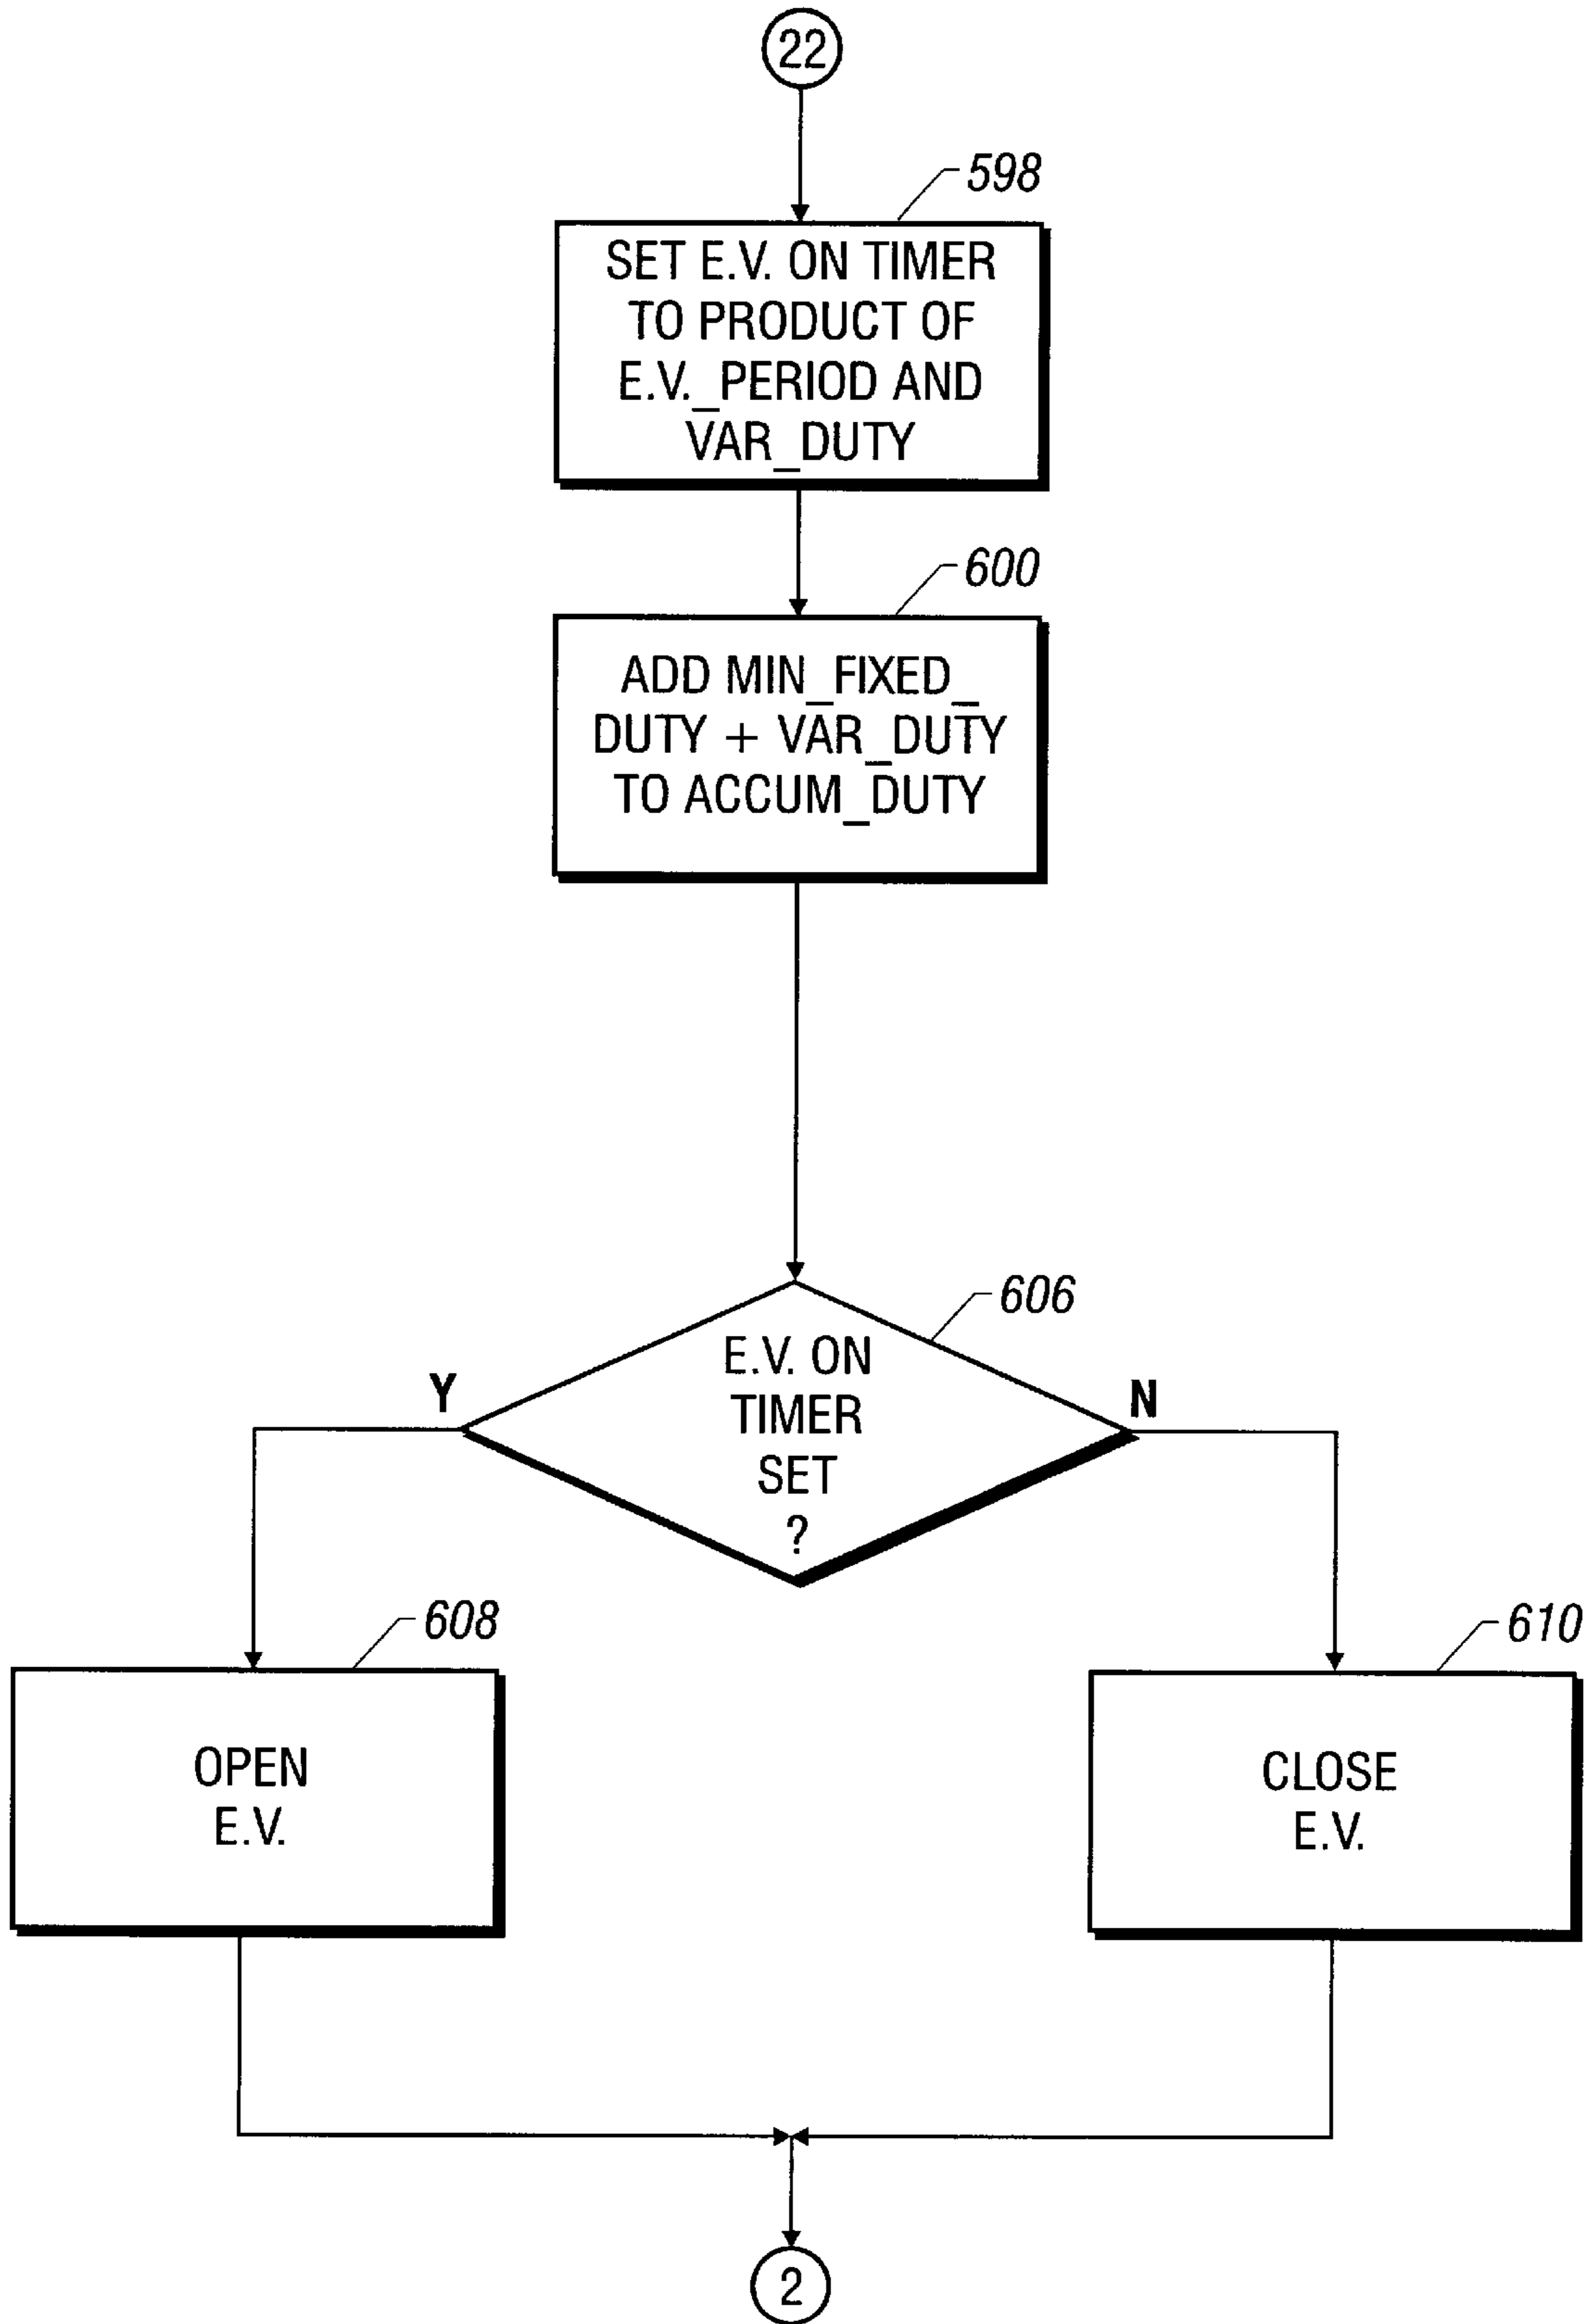 22
598
SET E.V. ON TIMER
TO PRODUCT OF
E.V._PERIOD AND
VAR_DUTY
600
ADD MIN_FIXED_
DUTY + VAR_DUTY
TO ACCUM_DUTY
606
E.V. ON
TIMER
SET
?
Y
N
608
OPEN
E.V.
610
CLOSE
E.V.
2